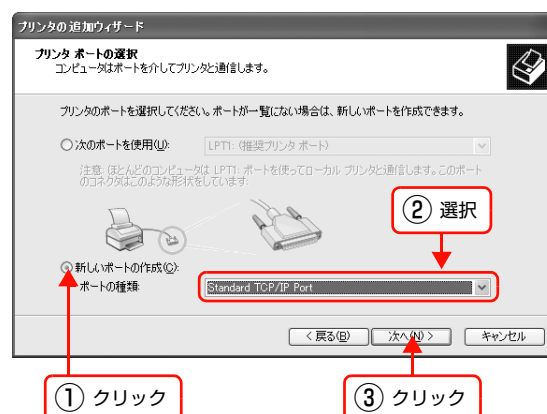 プリンタの追加ウィザード
プリンタ ポートの選択
コンピュータはポートを介してプリンタと通信します。
プリンタのポートを選択してください。ポートが一覧にない場合は、新しいポートを作成できます。
次のポートを使用(U):
LPT1: (推奨プリンタ ポート)
注意: ほとんどのコンピュータは LPT1: ポートを使ってローカル プリンタと通信します。このポート
のコネクタはこのような形状をしています:
② 選択
新しいポートの作成(C):
ポートの種類:
Standard TCP/IP Port
< 戻る(B)
次へ(N) >
キャンセル
① クリック
③ クリック